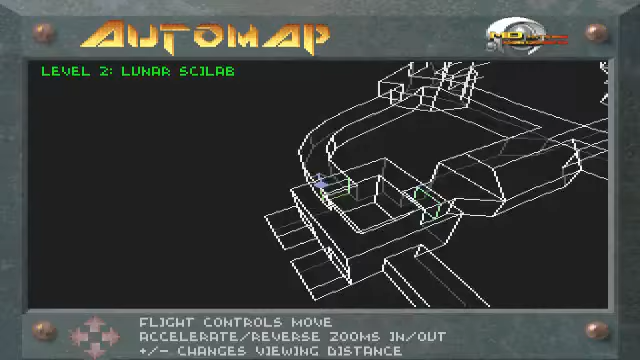 AUTOMAP
LEVEL 2: LUNAR SCILAB
FLIGHT CONTROLS MOVE
ACCELERATE/REVERSE ZOOMS IN/OUT
+/- CHANGES VIEWING DISTANCE